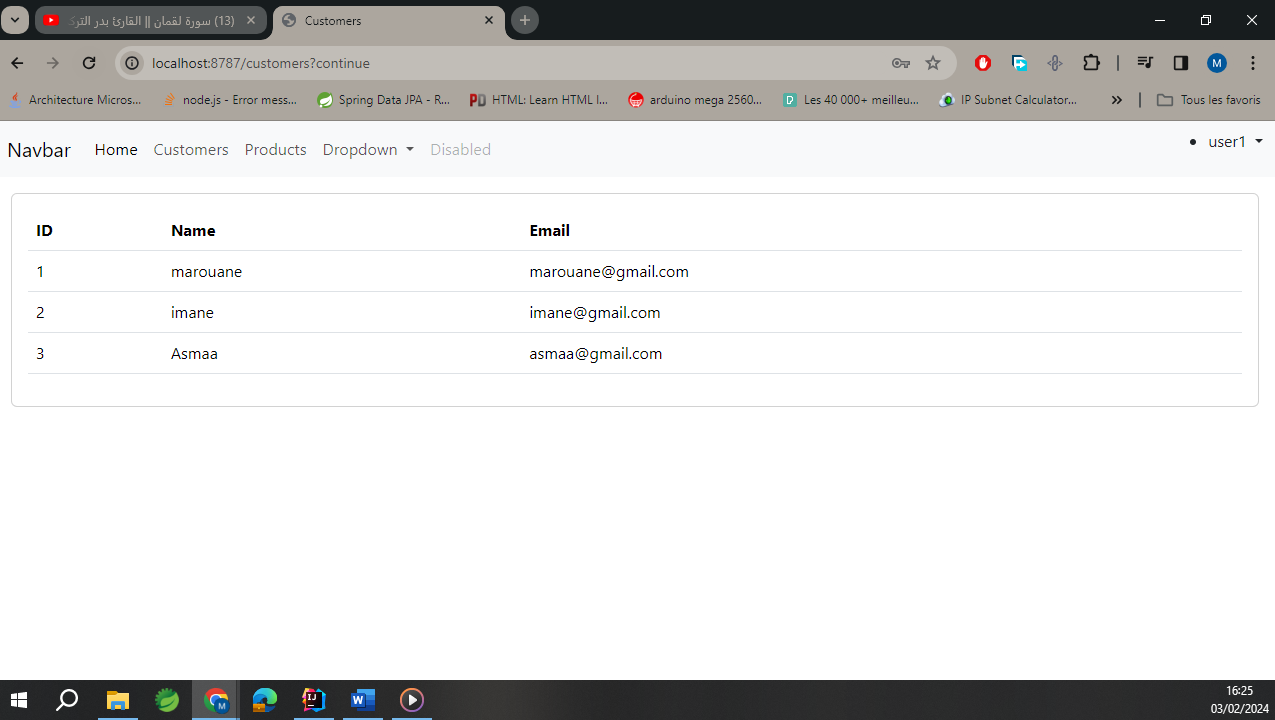 (13) سورة لقمان || القارئ بدر الترك
Customers
localhost:8787/customers?continue
M
Architecture Micros...
node.js - Error mess...
Spring Data JPA - R...
PD HTML: Learn HTML I...
arduino mega 2560...
Les 40 000+ meilleu...
IP Subnet Calculator...
Tous les favoris
Navbar Home Customers Products Dropdown Disabled
user1
ID Name Email
1 marouane marouane@gmail.com
2 imane imane@gmail.com
3 Asmaa asmaa@gmail.com
16:25
03/02/2024